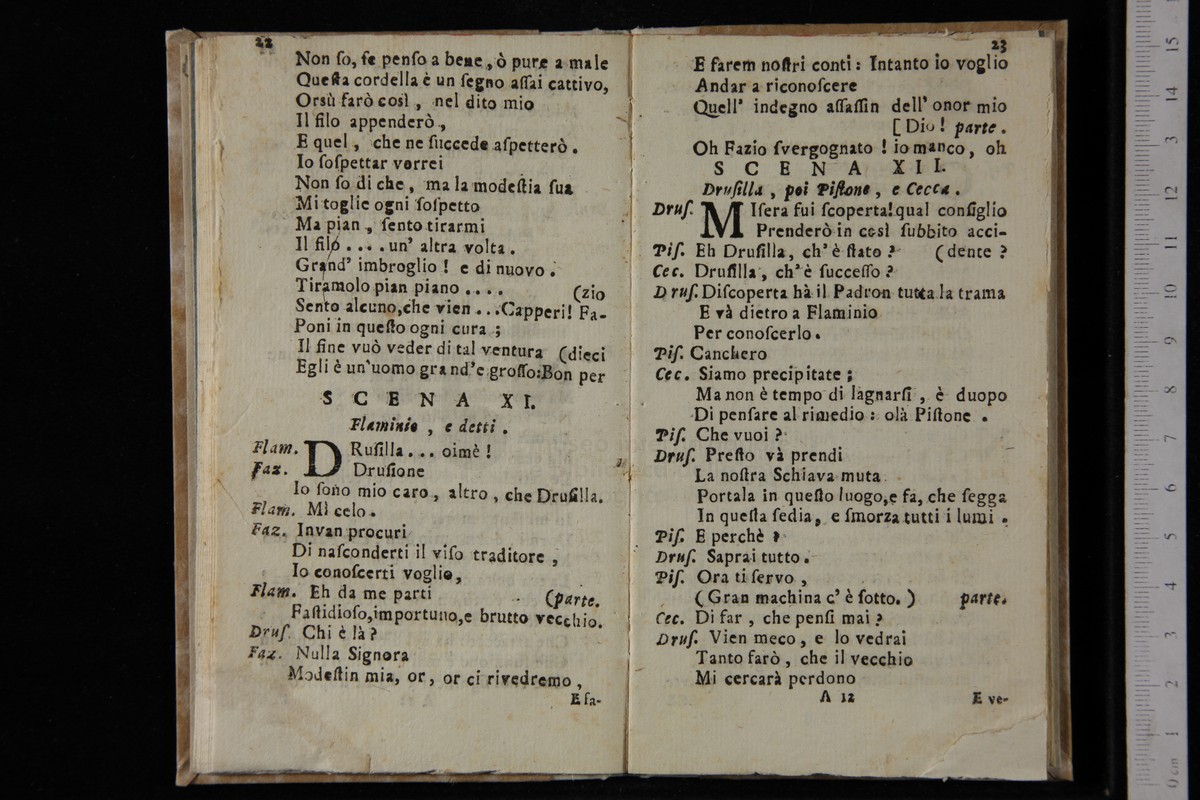 22
Non ſo, ſe penſo a bene, ò pure a male
Queſta cordella è un ſegno aſſai cattivo,
Orsù farò così, nel dito mio
Il filo appenderò,
E quel, che ne ſuccede aſpetterò.
Io ſoſpettar vorrei
Non ſo di che, ma la modeſtia ſua
Mi toglie ogni ſoſpetto
Ma pian, ſento tirarmi
Il filo.... un' altra volta.
Grand' imbroglio! e di nuovo.
Tiramolo pian piano.... (zio
Sento alcuno, che vien...Capperi! Fa-
Poni in queſto ogni cura;
Il fine vuò veder di tal ventura (dieci
Egli è un'uomo grand'e groſſo:Bon per
SCENA XI.
Flaminio, e detti.
Flam. DRuſilla... oimè!
Faz. Druſione
Io ſono mio caro, altro, che Druſilla.
Flam. Mi celo.
Faz. Invan procuri
Di naſconderti il viſo traditore,
Io conoſcerti voglio,
Flam. Eh da me parti (parte.
Faſtidioſo, importuno, e brutto vecchio.
Druſ. Chi è là?
Faz. Nulla Signora
Modeſtin mia, or, or ci rivedremo,
E fa-
23
E farem noſtri conti: Intanto io voglio
Andar a riconoſcere
Quell' indegno aſſaſſin dell' onor mio
[Dio! parte.
Oh Fazio ſvergognato! io manco, oh
SCENA XII.
Druſilla, poi Piſtone, e Cecca.
Druſ. MIſera fui ſcoperta! qual conſiglio
Prenderò in così ſubbito acci-
Piſ. Eh Druſilla, ch'è ſtato? (dente?
Cec. Druſilla, ch'è ſucceſſo?
Druſ. Diſcoperta hà il Padron tutta la trama
E và dietro a Flaminio
Per conoſcerlo.
Piſ. Canchero
Cec. Siamo precipitate;
Ma non è tempo di lagnarſi, è duopo
Di penſare al rimedio: olà Piſtone.
Piſ. Che vuoi?
Druſ. Preſto và prendi
La noſtra Schiava muta
Portala in queſto luogo, e fa, che ſegga
In queſta ſedia, e ſmorza tutti i lumi.
Piſ. E perchè?
Druſ. Saprai tutto.
Piſ. Ora ti ſervo,
(Gran machina c'è ſotto.) parte.
Cec. Di far, che penſi mai?
Druſ. Vien meco, e lo vedrai
Tanto farò, che il vecchio
Mi cercarà perdono
A 12 E ve-